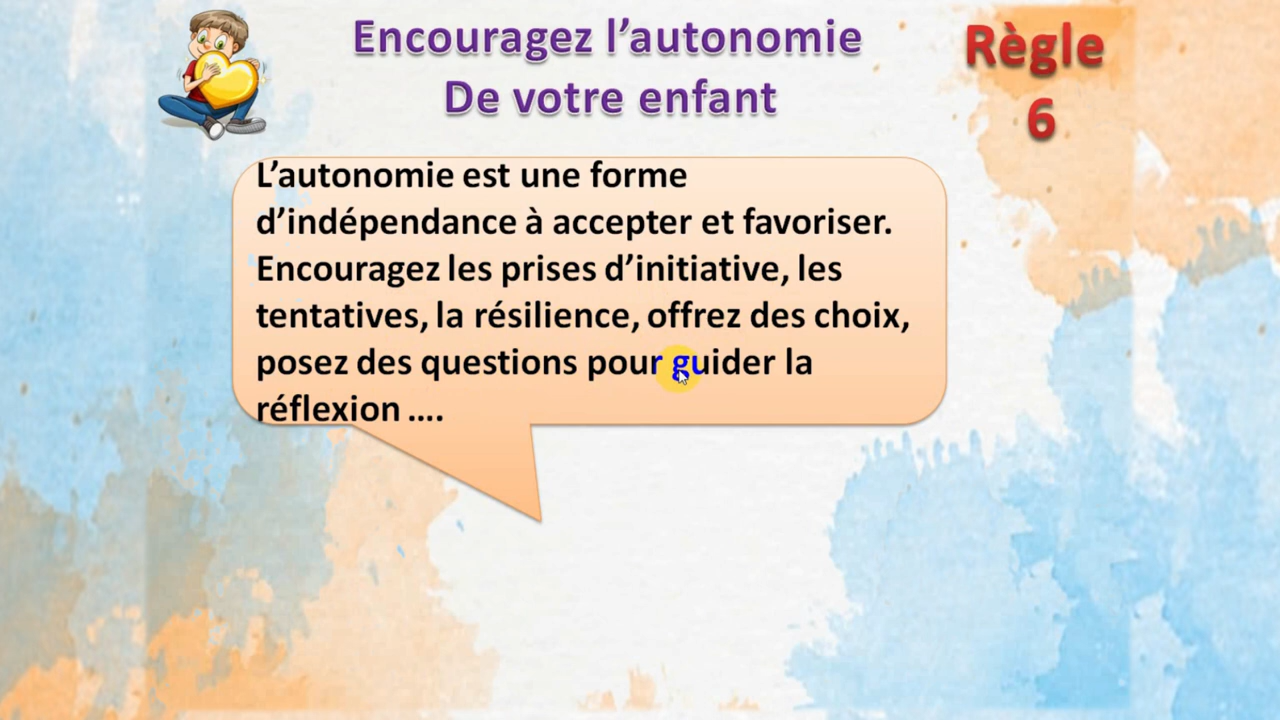 Encouragez l’autonomie
De votre enfant
Règle
6
L’autonomie est une forme
d’indépendance à accepter et favoriser.
Encouragez les prises d’initiative, les
tentatives, la résilience, offrez des choix,
posez des questions pour guider la
réflexion ....